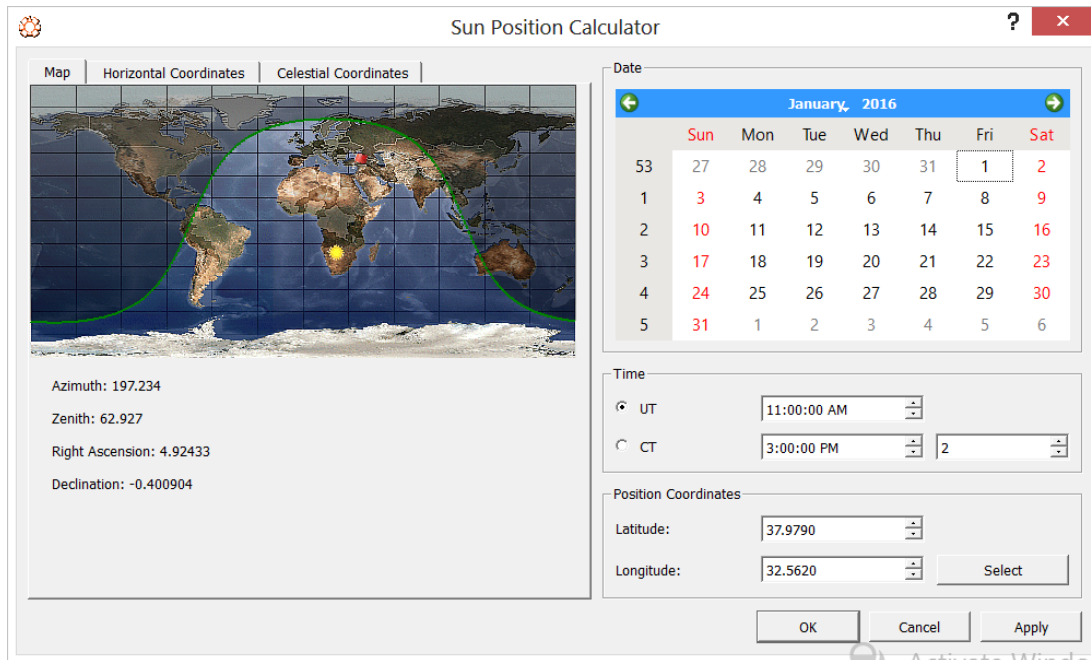 Sun Position Calculator
?
Map Horizontal Coordinates Celestial Coordinates
Azimuth: 197.234
Zenith: 62.927
Right Ascension: 4.92433
Declination: -0.400904
Date
January, 2016
Sun Mon Tue Wed Thu Fri Sat
53 27 28 29 30 31 1 2
1 3 4 5 6 7 8 9
2 10 11 12 13 14 15 16
3 17 18 19 20 21 22 23
4 24 25 26 27 28 29 30
5 31 1 2 3 4 5 6
Time
UT 11:00:00 AM
CT 3:00:00 PM 2
Position Coordinates
Latitude: 37.9790
Longitude: 32.5620 Select
OK Cancel Apply